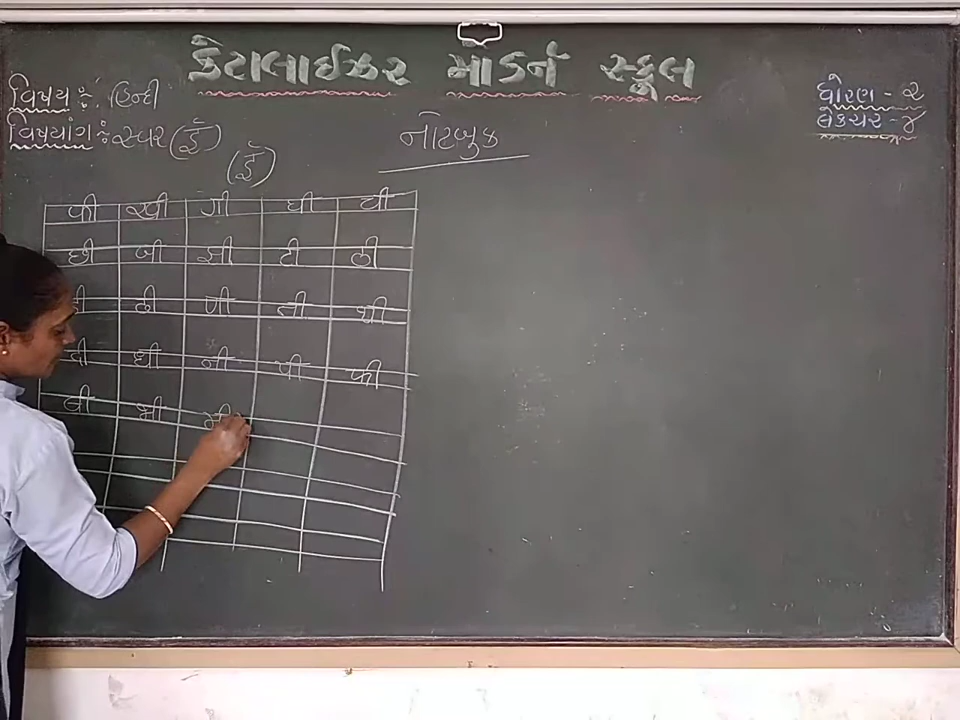 કેટાલાઈઝર મોડર્ન સ્કૂલ
વિષય :- હિન્દી
ધોરણ - ૨
વિષયાંગ :- સ્વર (ई)
નોટબુક
લેકચર - ૪
(ई)
की खी गी घी ची
छी जी झी टी ठी
ढी णी ती थी
दी धी नी पी फी
बी भी मी